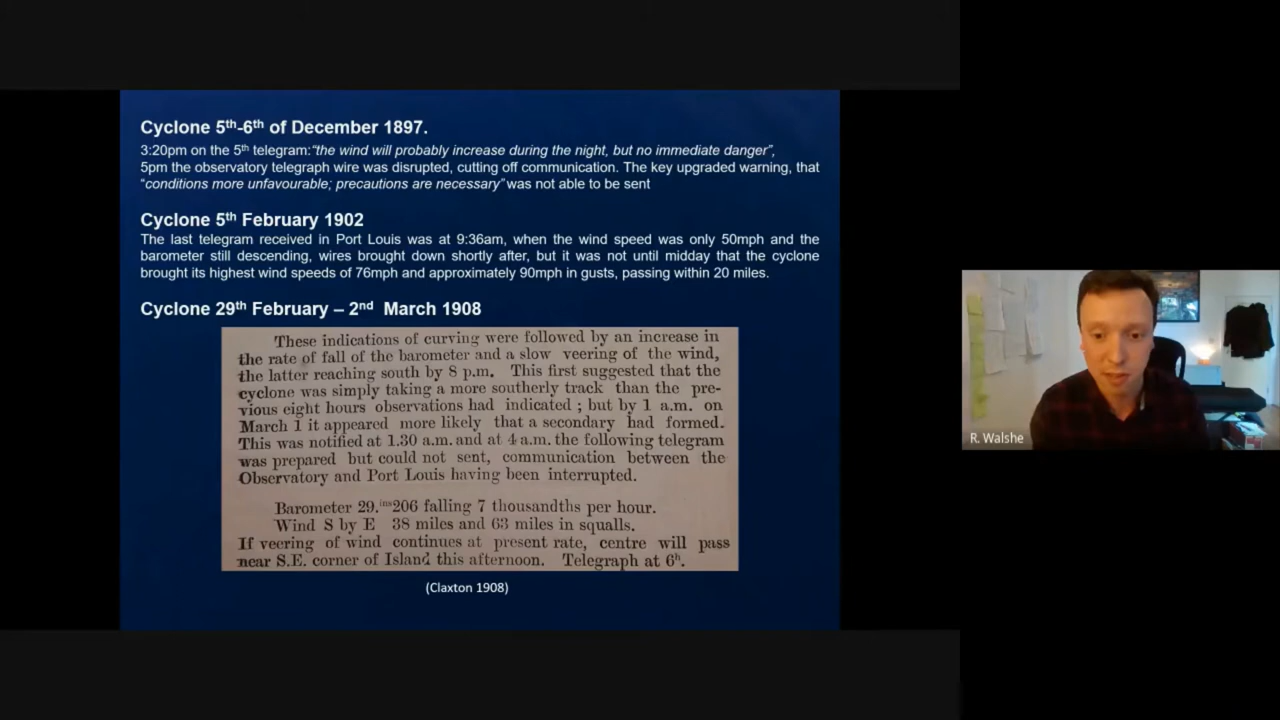 Cyclone 5th-6th of December 1897.
3:20pm on the 5th telegram:“the wind will probably increase during the night, but no immediate danger”,
5pm the observatory telegraph wire was disrupted, cutting off communication. The key upgraded warning, that
“conditions more unfavourable; precautions are necessary” was not able to be sent
Cyclone 5th February 1902
The last telegram received in Port Louis was at 9:36am, when the wind speed was only 50mph and the
barometer still descending, wires brought down shortly after, but it was not until midday that the cyclone
brought its highest wind speeds of 76mph and approximately 90mph in gusts, passing within 20 miles.
Cyclone 29th February – 2nd March 1908
These indications of curving were followed by an increase in
the rate of fall of the barometer and a slow veering of the wind,
the latter reaching south by 8 p.m. This first suggested that the
cyclone was simply taking a more southerly track than the pre-
vious eight hours observations had indicated ; but by 1 a.m. on
March 1 it appeared more likely that a secondary had formed.
This was notified at 1.30 a.m. and at 4 a.m. the following telegram
was prepared but could not sent, communication between the
Observatory and Port Louis having been interrupted.
Barometer 29.ins206 falling 7 thousandths per hour.
Wind S by E 38 miles and 63 miles in squalls.
If veering of wind continues at present rate, centre will pass
near S.E. corner of Island this afternoon. Telegraph at 6h.
(Claxton 1908)
R. Walshe